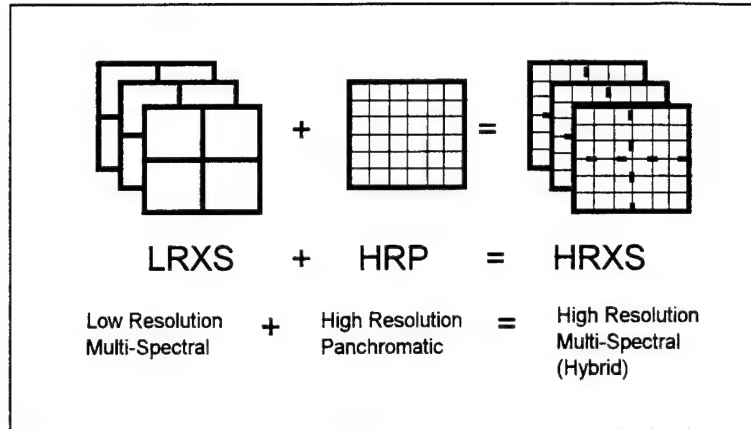 + =
LRXS + HRP = HRXS
Low Resolution + High Resolution = High Resolution
Multi-Spectral Panchromatic Multi-Spectral
(Hybrid)